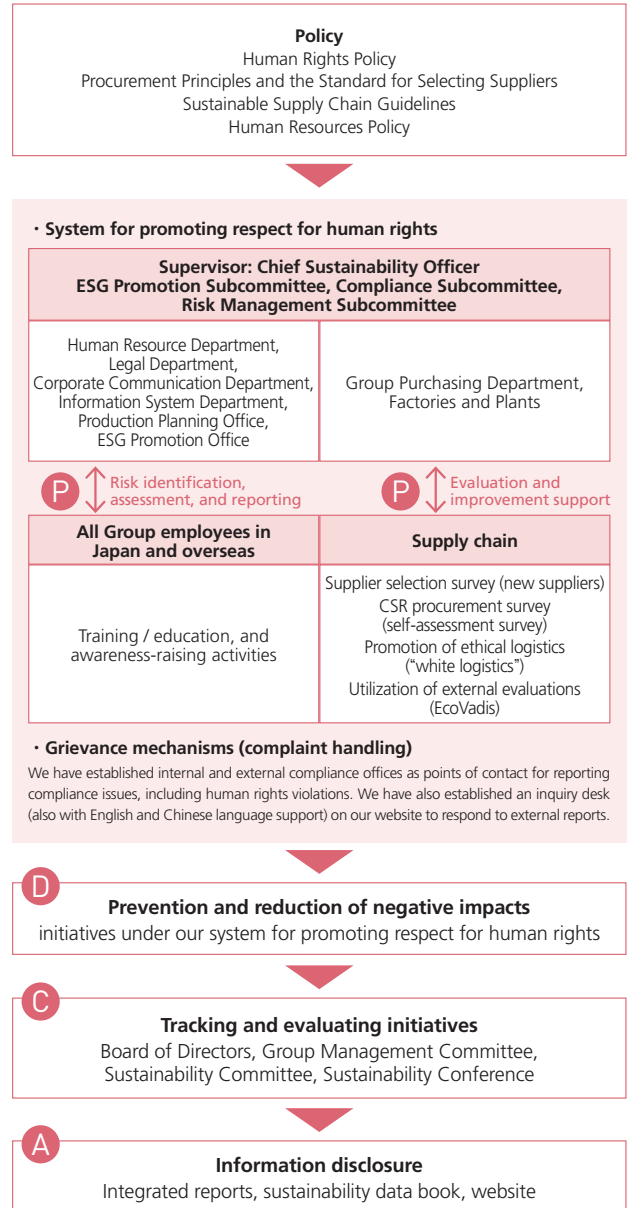 Policy
Human Rights Policy
Procurement Principles and the Standard for Selecting Suppliers
Sustainable Supply Chain Guidelines
Human Resources Policy
・System for promoting respect for human rights
Supervisor: Chief Sustainability Officer
ESG Promotion Subcommittee, Compliance Subcommittee,
Risk Management Subcommittee
Human Resource Department,
Legal Department,
Corporate Communication Department,
Information System Department,
Production Planning Office,
ESG Promotion Office
Group Purchasing Department,
Factories and Plants
P
Risk identification,
assessment, and reporting
P
Evaluation and
improvement support
All Group employees in
Japan and overseas
Training / education, and
awareness-raising activities
Supply chain
Supplier selection survey (new suppliers)
CSR procurement survey
(self-assessment survey)
Promotion of ethical logistics
(“white logistics”)
Utilization of external evaluations
(EcoVadis)
・Grievance mechanisms (complaint handling)
We have established internal and external compliance offices as points of contact for reporting
compliance issues, including human rights violations. We have also established an inquiry desk
(also with English and Chinese language support) on our website to respond to external reports.
D
Prevention and reduction of negative impacts
initiatives under our system for promoting respect for human rights
C
Tracking and evaluating initiatives
Board of Directors, Group Management Committee,
Sustainability Committee, Sustainability Conference
A
Information disclosure
Integrated reports, sustainability data book, website